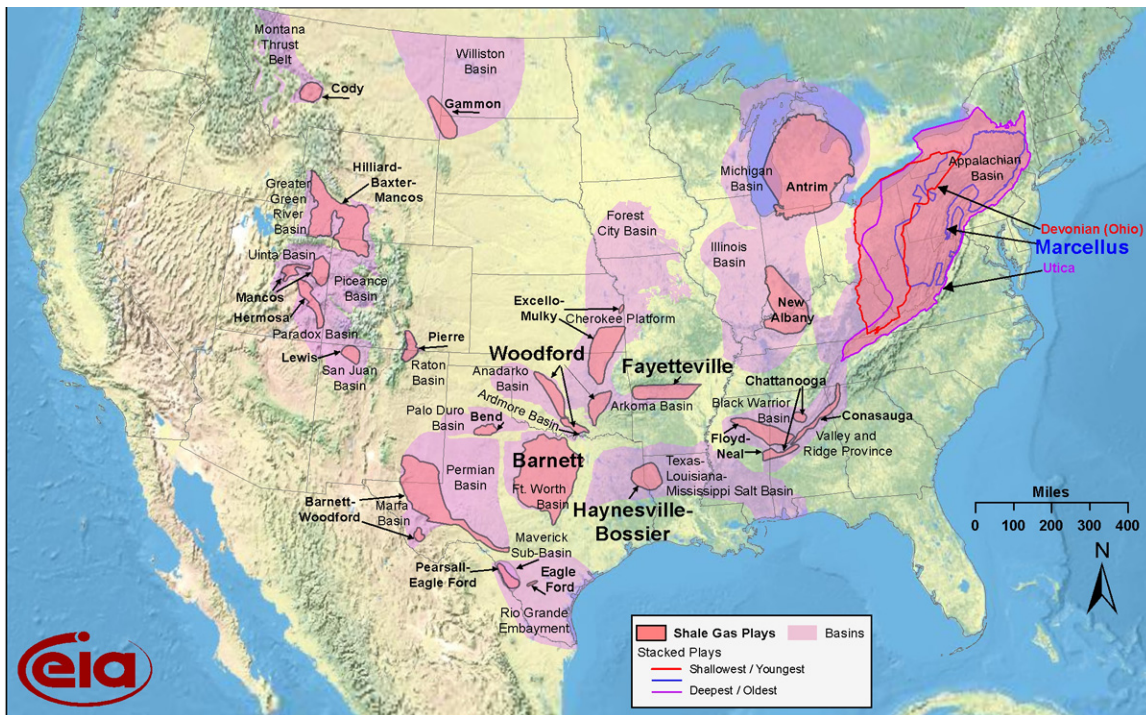 Montana
Thrust
Belt
Cody
Williston
Basin
Gammon
Hilliard-
Baxter-
Mancos
Greater
Green
River
Basin
Uinta Basin
Mancos
Piceance
Basin
Hermosa
Paradox Basin
Lewis
San Juan
Basin
Pierre
Raton
Basin
Michigan
Basin
Antrim
Forest
City Basin
Illinois
Basin
New
Albany
Excello-
Mulky
Cherokee Platform
Appalachian
Basin
Devonian (Ohio)
Marcellus
Utica
Woodford
Anadarko
Basin
Ardmore Basin
Fayetteville
Arkoma Basin
Chattanooga
Black Warrior
Basin
Conasauga
Floyd-
Neal
Valley and
Ridge Province
Palo Duro
Basin
Bend
Barnett
Ft. Worth
Basin
Permian
Basin
Barnett-
Woodford
Marfa
Basin
Texas-
Louisiana-
Mississippi Salt Basin
Haynesville-
Bossier
Maverick
Sub-Basin
Pearsall-
Eagle Ford
Eagle
Ford
Rio Grande
Embayment
Miles
0 100 200 300 400
N
Shale Gas Plays
Basins
Stacked Plays
Shallowest / Youngest
Deepest / Oldest
eia